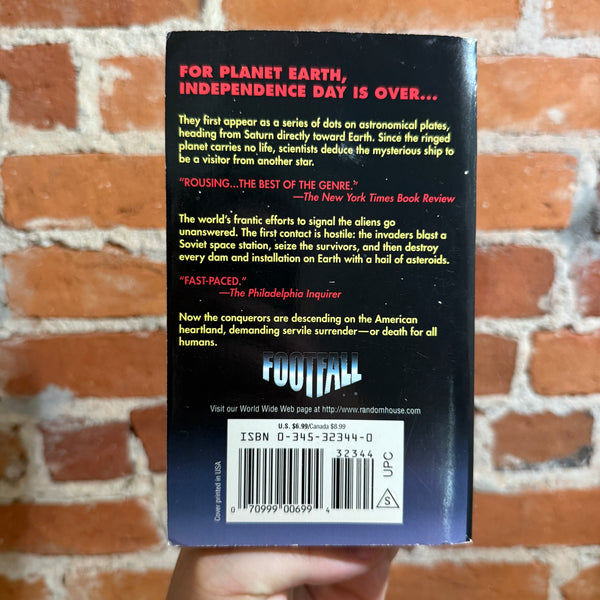 FOR PLANET EARTH,
INDEPENDENCE DAY IS OVER...
They first appear as a series of dots on astronomical plates,
heading from Saturn directly toward Earth. Since the ringed
planet carries no life, scientists deduce the mysterious ship to
be a visitor from another star.
"ROUSING...THE BEST OF THE GENRE."
—The New York Times Book Review
The world's frantic efforts to signal the aliens go
unanswered. The first contact is hostile: the invaders blast a
Soviet space station, seize the survivors, and then destroy
every dam and installation on Earth with a hail of asteroids.
"FAST-PACED."
—The Philadelphia Inquirer
Now the conquerors are descending on the American
heartland, demanding servile surrender—or death for all
humans.
FOOTFALL
Visit our World Wide Web page at http://www.randomhouse.com
U.S. $6.99/Canada $8.99
ISBN 0-345-32344-0
32344
UPC
S
Cover printed in USA
0 70999 00699 4